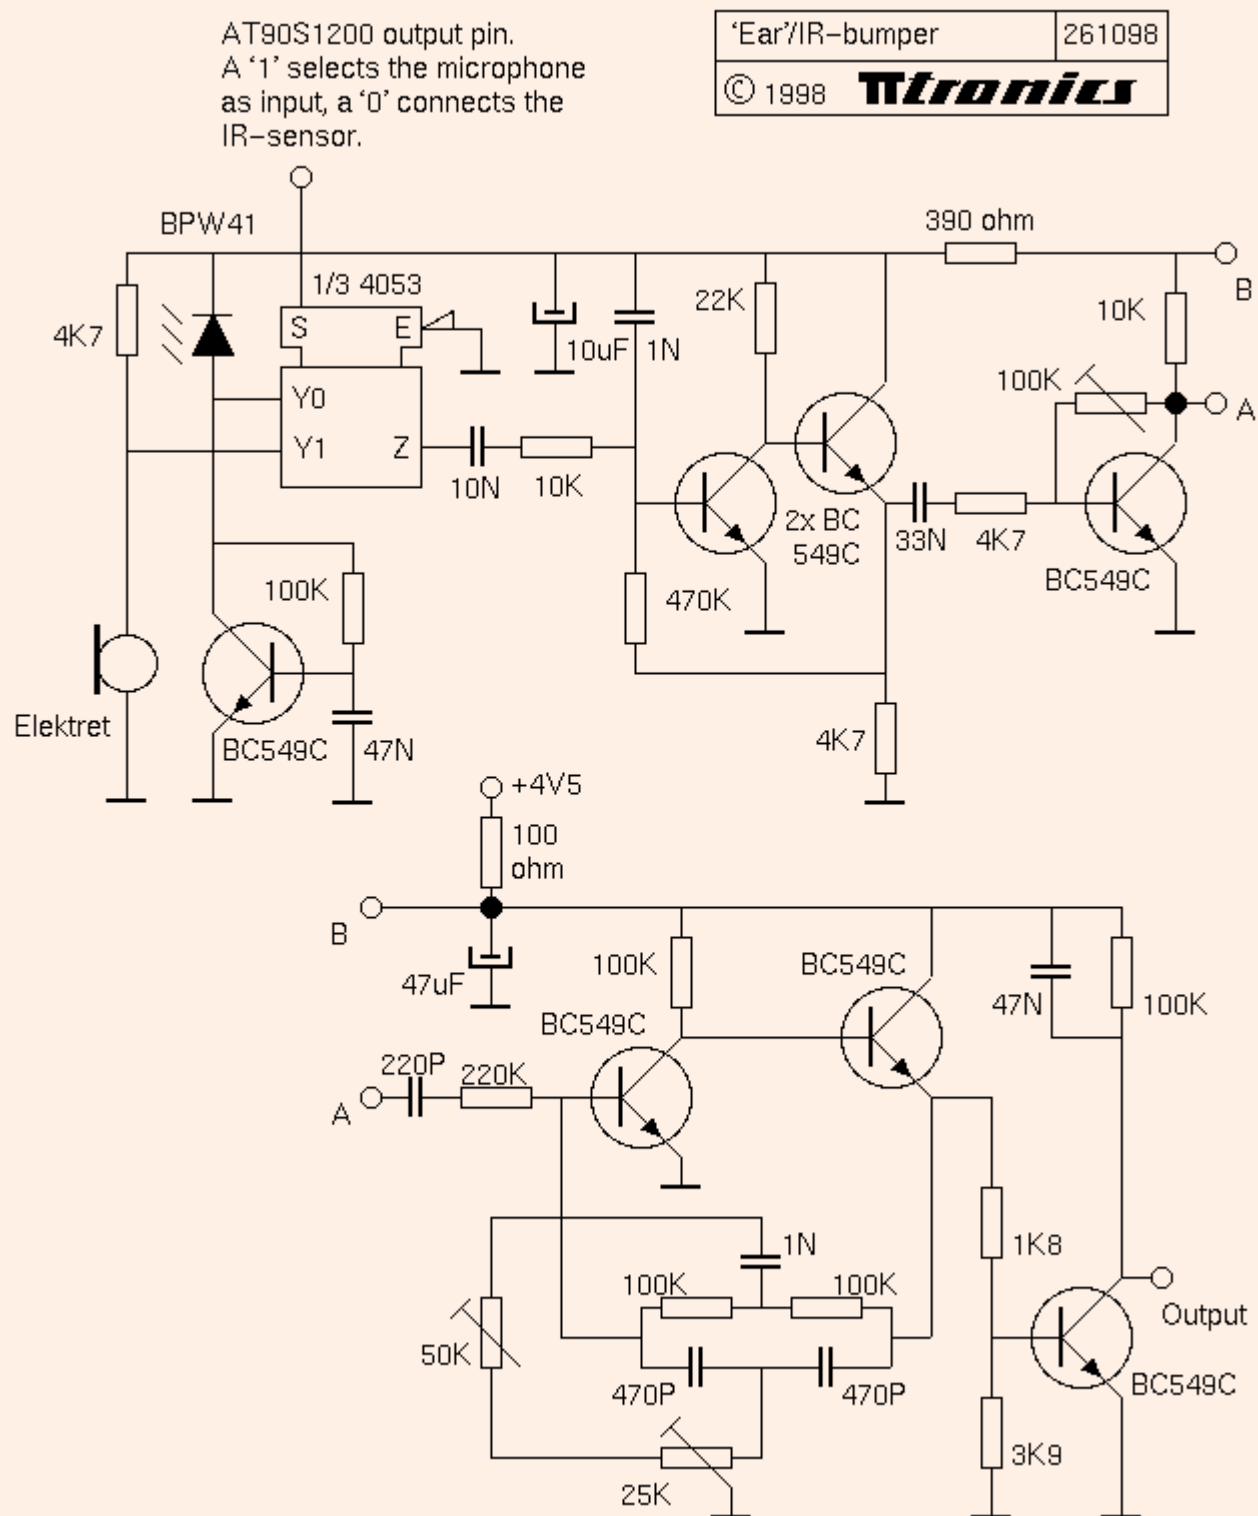 AT90S1200 output pin.
A ‘1’ selects the microphone
as input, a ‘0’ connects the
IR–sensor.
‘Ear’/IR–bumper 261098
© 1998 πtronics
BPW41
390 ohm
B
1/3 4053
S E
4K7
10uF
1N
22K
10K
100K
A
Y0
Y1 Z
10N
10K
2x BC
549C
33N
4K7
BC549C
100K
470K
Elektret
BC549C
47N
4K7
+4V5
100
ohm
B
47uF
100K
BC549C
47N
100K
BC549C
220P
220K
A
1N
1K8
100K
100K
Output
50K
470P
470P
BC549C
3K9
25K